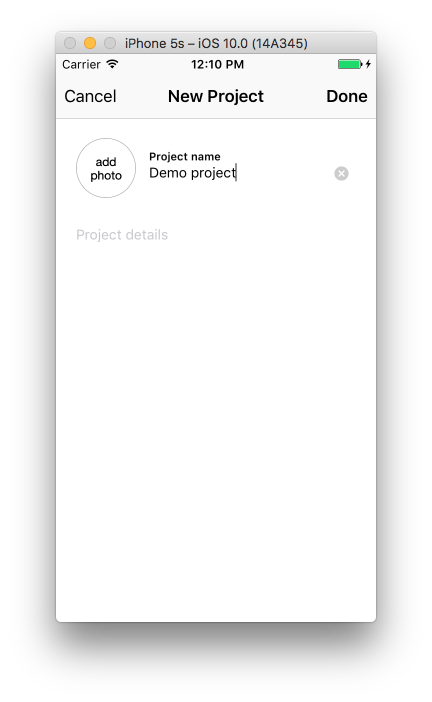 iPhone 5s – iOS 10.0 (14A345)
Carrier 12:10 PM
Cancel New Project Done
add
photo
Project name
Demo project
Project details